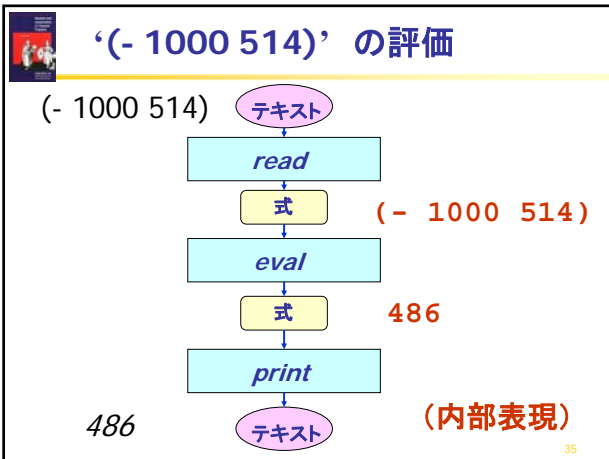 ‘(- 1000 514)’ の評価
(- 1000 514)
テキスト
read
式
(- 1000 514)
eval
式
486
print
486
テキスト
(内部表現)
35